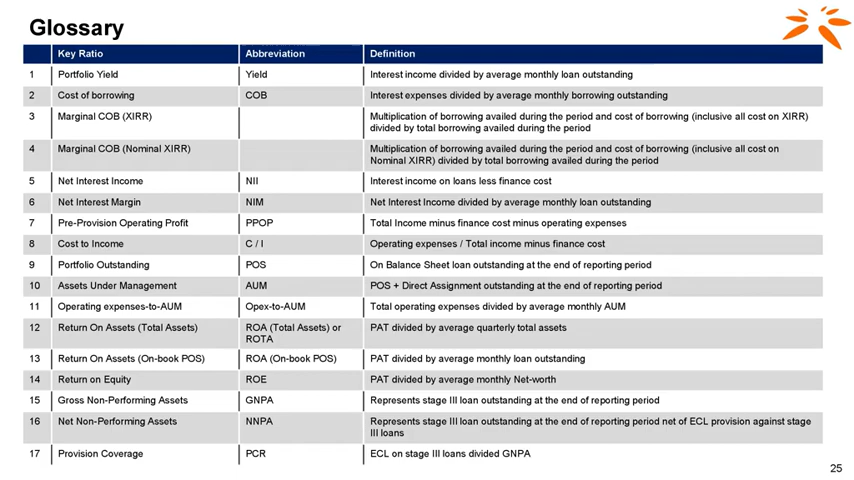 Glossary
Key Ratio Abbreviation Definition
1 Portfolio Yield Yield Interest income divided by average monthly loan outstanding
2 Cost of borrowing COB Interest expenses divided by average monthly borrowing outstanding
3 Marginal COB (XIRR) Multiplication of borrowing availed during the period and cost of borrowing (inclusive all cost on XIRR)
divided by total borrowing availed during the period
4 Marginal COB (Nominal XIRR) Multiplication of borrowing availed during the period and cost of borrowing (inclusive all cost on
Nominal XIRR) divided by total borrowing availed during the period
5 Net Interest Income NII Interest income on loans less finance cost
6 Net Interest Margin NIM Net Interest Income divided by average monthly loan outstanding
7 Pre-Provision Operating Profit PPOP Total Income minus finance cost minus operating expenses
8 Cost to Income C / I Operating expenses / Total income minus finance cost
9 Portfolio Outstanding POS On Balance Sheet loan outstanding at the end of reporting period
10 Assets Under Management AUM POS + Direct Assignment outstanding at the end of reporting period
11 Operating expenses-to-AUM Opex-to-AUM Total operating expenses divided by average monthly AUM
12 Return On Assets (Total Assets) ROA (Total Assets) or PAT divided by average quarterly total assets
ROTA
13 Return On Assets (On-book POS) ROA (On-book POS) PAT divided by average monthly loan outstanding
14 Return on Equity ROE PAT divided by average monthly Net-worth
15 Gross Non-Performing Assets GNPA Represents stage III loan outstanding at the end of reporting period
16 Net Non-Performing Assets NNPA Represents stage III loan outstanding at the end of reporting period net of ECL provision against stage
III loans
17 Provision Coverage PCR ECL on stage III loans divided GNPA
25